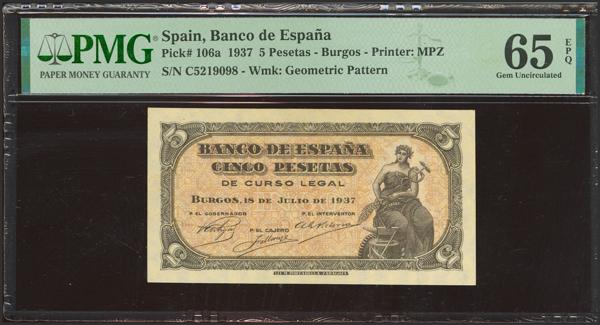 PMG
PAPER MONEY GUARANTY
Spain, Banco de España
Pick# 106a 1937 5 Pesetas - Burgos - Printer: MPZ
S/N C5219098 - Wmk: Geometric Pattern
65 EPQ
Gem Uncirculated
5
5
BANCO DE ESPAÑA
CINCO PESETAS
DE CURSO LEGAL
BURGOS, 18 DE JULIO DE 1937
P. EL GOBERNADOR
P. EL INTERVENTOR
P. EL CAJERO
5
5